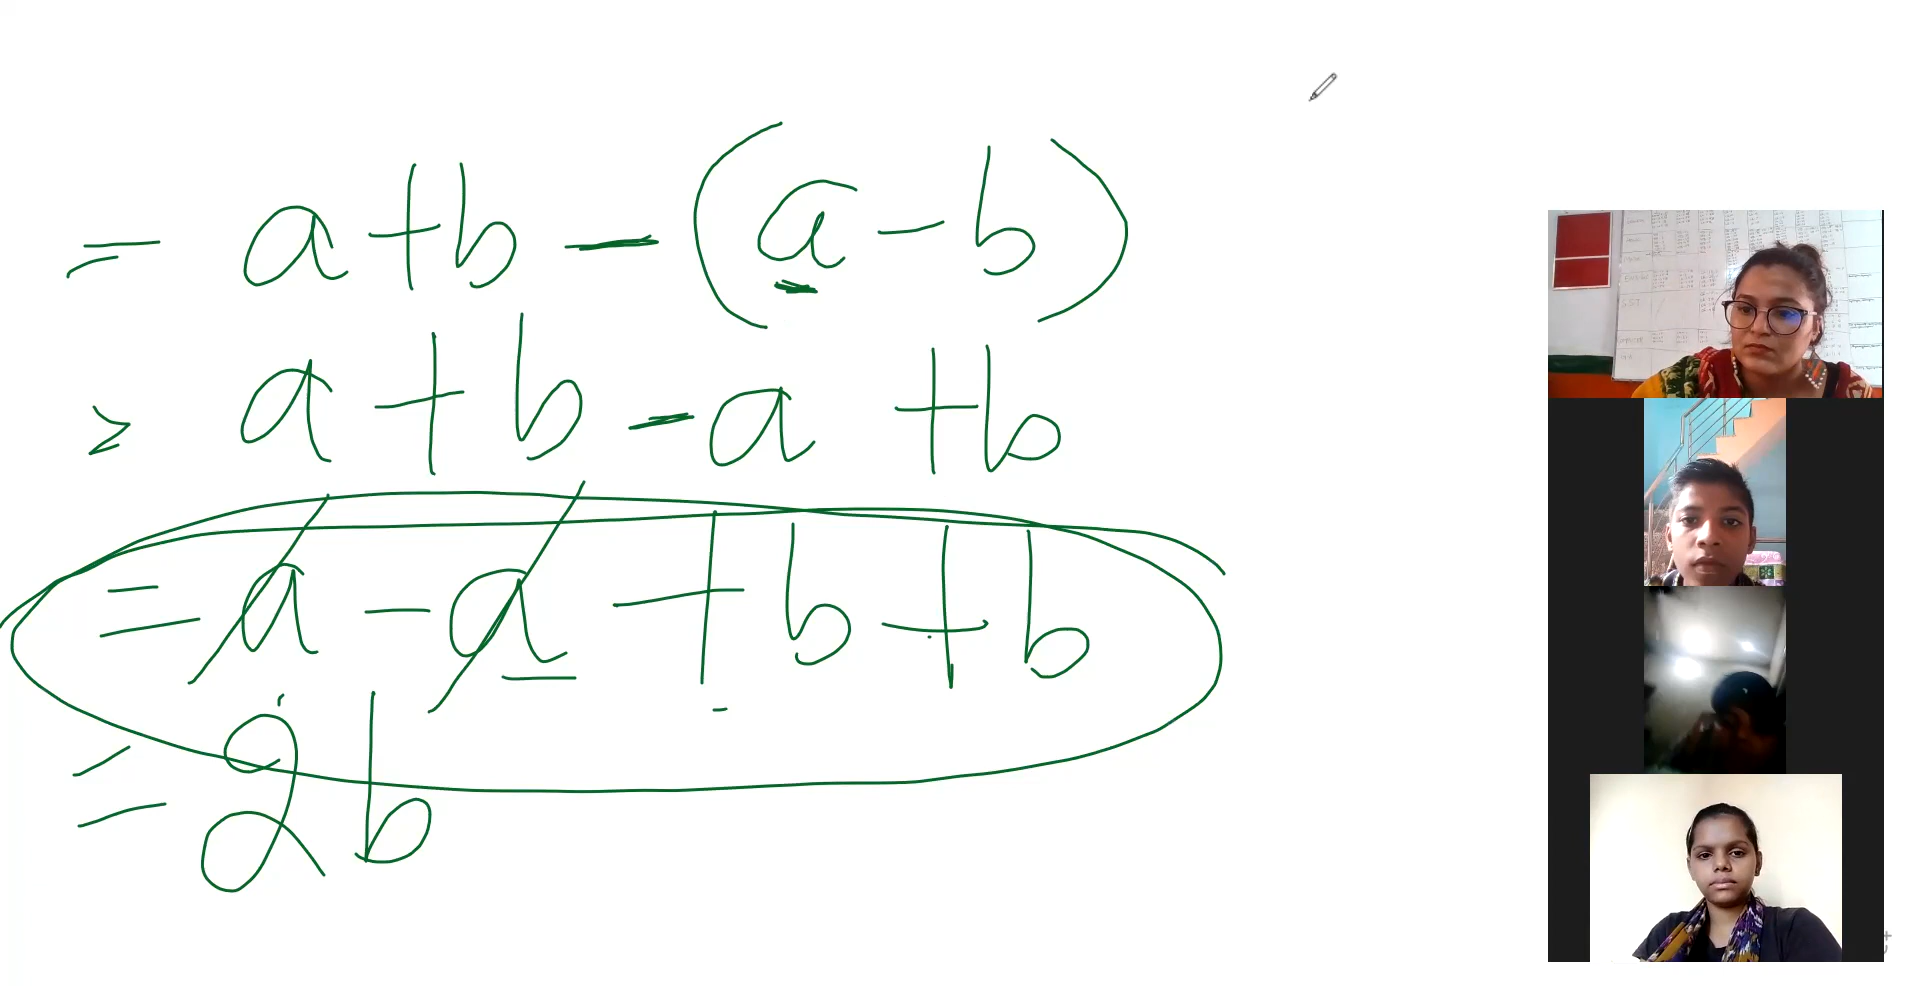 = a+b-(a-b)
= a+b-a+b
= a-a+b+b
= 2b